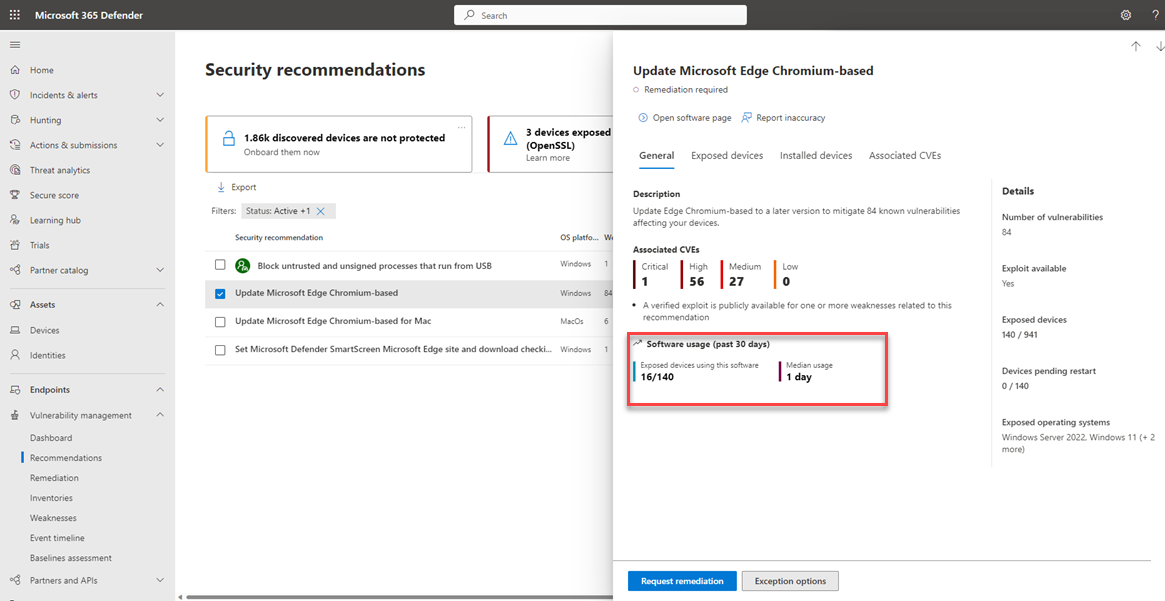 Microsoft 365 Defender
Search
?
Home
Incidents & alerts
Hunting
Actions & submissions
Threat analytics
Secure score
Learning hub
Trials
Partner catalog
Assets
Devices
Identities
Endpoints
Vulnerability management
Dashboard
Recommendations
Remediation
Inventories
Weaknesses
Event timeline
Baselines assessment
Partners and APIs
Security recommendations
1.86k discovered devices are not protected
...
Onboard them now
3 devices exposed
(OpenSSL)
Learn more
Export
Filters: Status: Active +1
Security recommendation OS platfo... We
Block untrusted and unsigned processes that run from USB Windows 1
Update Microsoft Edge Chromium-based Windows 84
Update Microsoft Edge Chromium-based for Mac MacOs 6
Set Microsoft Defender SmartScreen Microsoft Edge site and download checki... Windows 1
Update Microsoft Edge Chromium-based
Remediation required
Open software page Report inaccuracy
General Exposed devices Installed devices Associated CVEs
Description
Update Edge Chromium-based to a later version to mitigate 84 known vulnerabilities
affecting your devices.
Associated CVEs
Critical High Medium Low
1 56 27 0
• A verified exploit is publicly available for one or more weaknesses related to this
recommendation
Software usage (past 30 days)
Exposed devices using this software Median usage
16/140 1 day
Details
Number of vulnerabilities
84
Exploit available
Yes
Exposed devices
140 / 941
Devices pending restart
0 / 140
Exposed operating systems
Windows Server 2022, Windows 11 (+ 2
more)
Request remediation Exception options